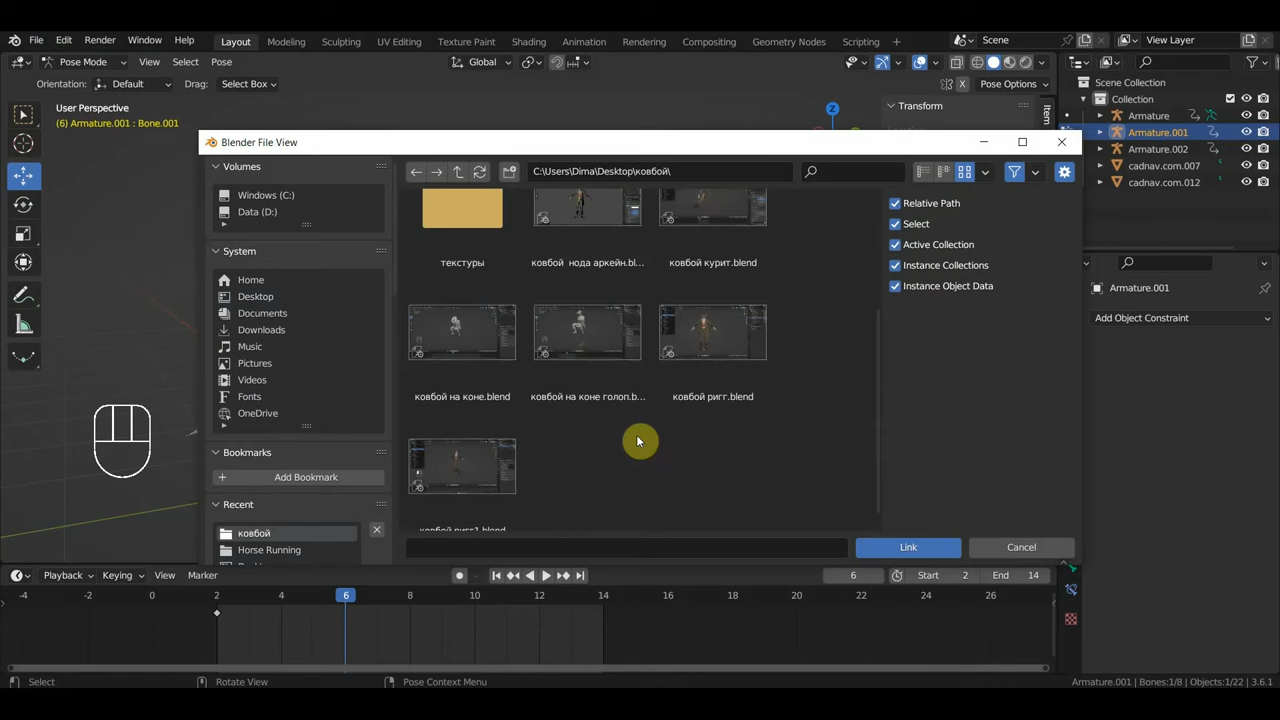 File Edit Render Window Help Layout Modeling Sculpting UV Editing Texture Paint Shading Animation Rendering Compositing Geometry Nodes Scripting + Scene View Layer
Pose Mode View Select Pose Global
Orientation: Default Drag: Select Box X Pose Options
Scene Collection
Collection
Armature
Armature.001
Armature.002
cadnav.com.007
cadnav.com.012
User Perspective
(6) Armature.001 : Bone.001
Z
Transform
Item
Blender File View
Volumes
Windows (C:)
Data (D:)
System
Home
Desktop
Documents
Downloads
Music
Pictures
Videos
Fonts
OneDrive
Bookmarks
Add Bookmark
Recent
ковбой
Horse Running
C:\Users\Dima\Desktop\ковбой\
текстуры
ковбой нода аркейн.bl...
ковбой курит.blend
ковбой на коне.blend
ковбой на коне голоп.b...
ковбой ригг.blend
ковбой ригг1.blend
Relative Path
Select
Active Collection
Instance Collections
Instance Object Data
Link
Cancel
Armature.001
Add Object Constraint
Playback Keying View Marker 6 Start 2 End 14
-4 -2 0 2 4 6 8 10 12 14 16 18 20 22 24 26
Select Rotate View Pose Context Menu Armature.001 | Bones:1/8 | Objects:1/22 | 3.6.1